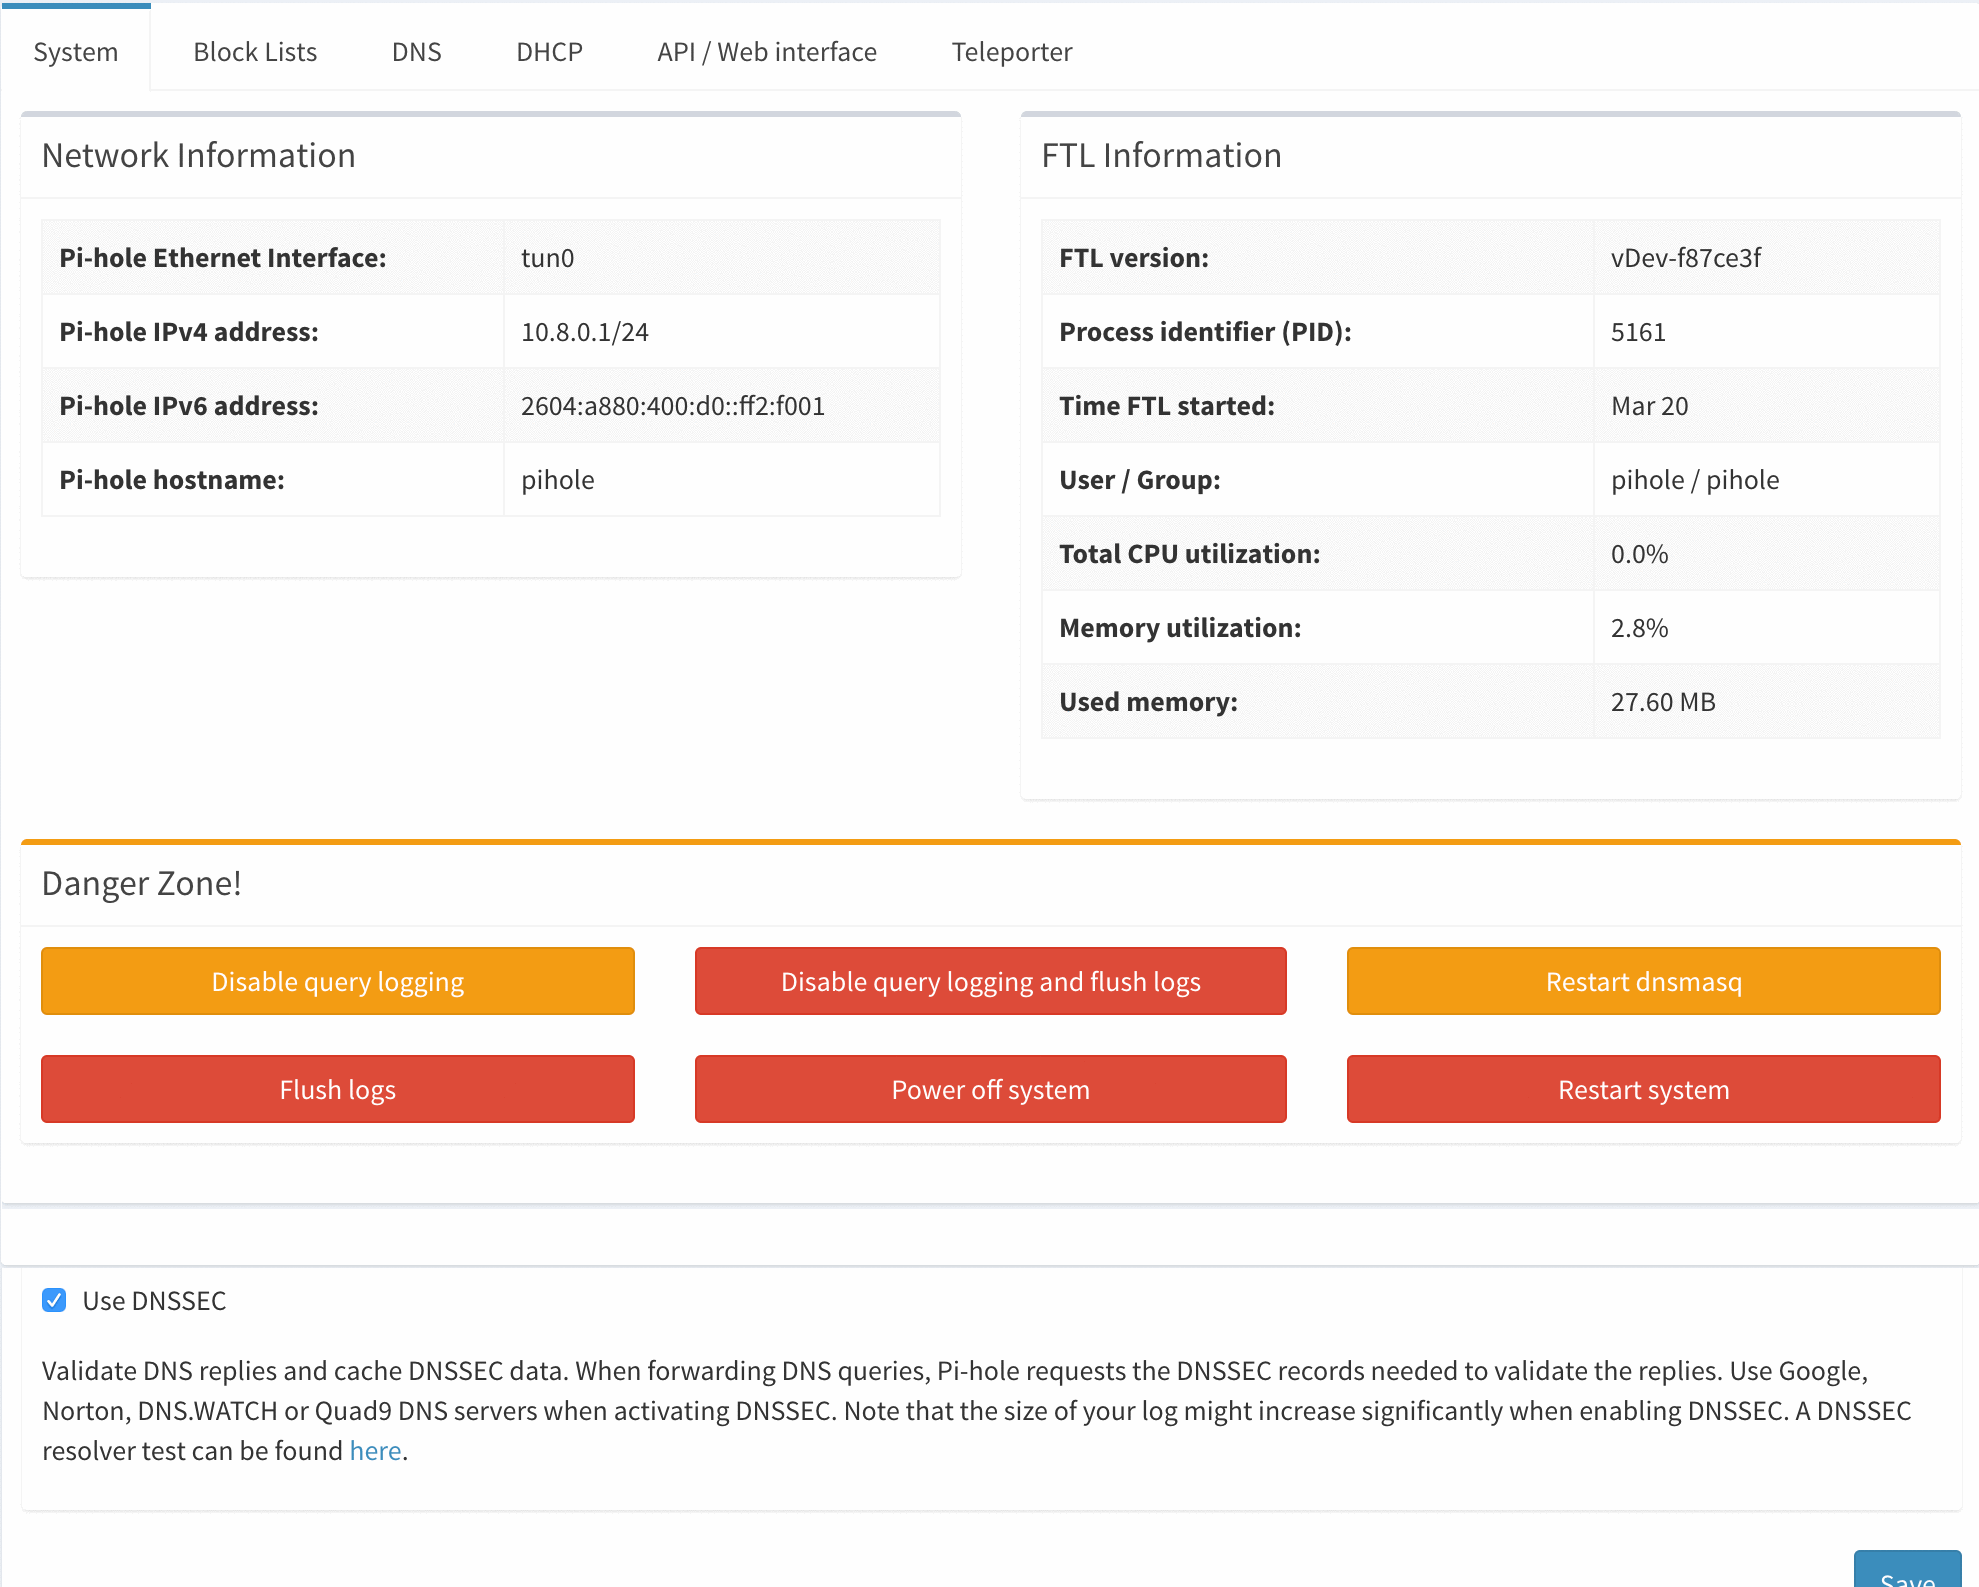 System Block Lists DNS DHCP API / Web interface Teleporter
Network Information
Pi-hole Ethernet Interface: tun0
Pi-hole IPv4 address: 10.8.0.1/24
Pi-hole IPv6 address: 2604:a880:400:d0::ff2:f001
Pi-hole hostname: pihole
FTL Information
FTL version: vDev-f87ce3f
Process identifier (PID): 5161
Time FTL started: Mar 20
User / Group: pihole / pihole
Total CPU utilization: 0.0%
Memory utilization: 2.8%
Used memory: 27.60 MB
Danger Zone!
Disable query logging Disable query logging and flush logs Restart dnsmasq
Flush logs Power off system Restart system
Use DNSSEC
Validate DNS replies and cache DNSSEC data. When forwarding DNS queries, Pi-hole requests the DNSSEC records needed to validate the replies. Use Google,
Norton, DNS.WATCH or Quad9 DNS servers when activating DNSSEC. Note that the size of your log might increase significantly when enabling DNSSEC. A DNSSEC
resolver test can be found here.
Save